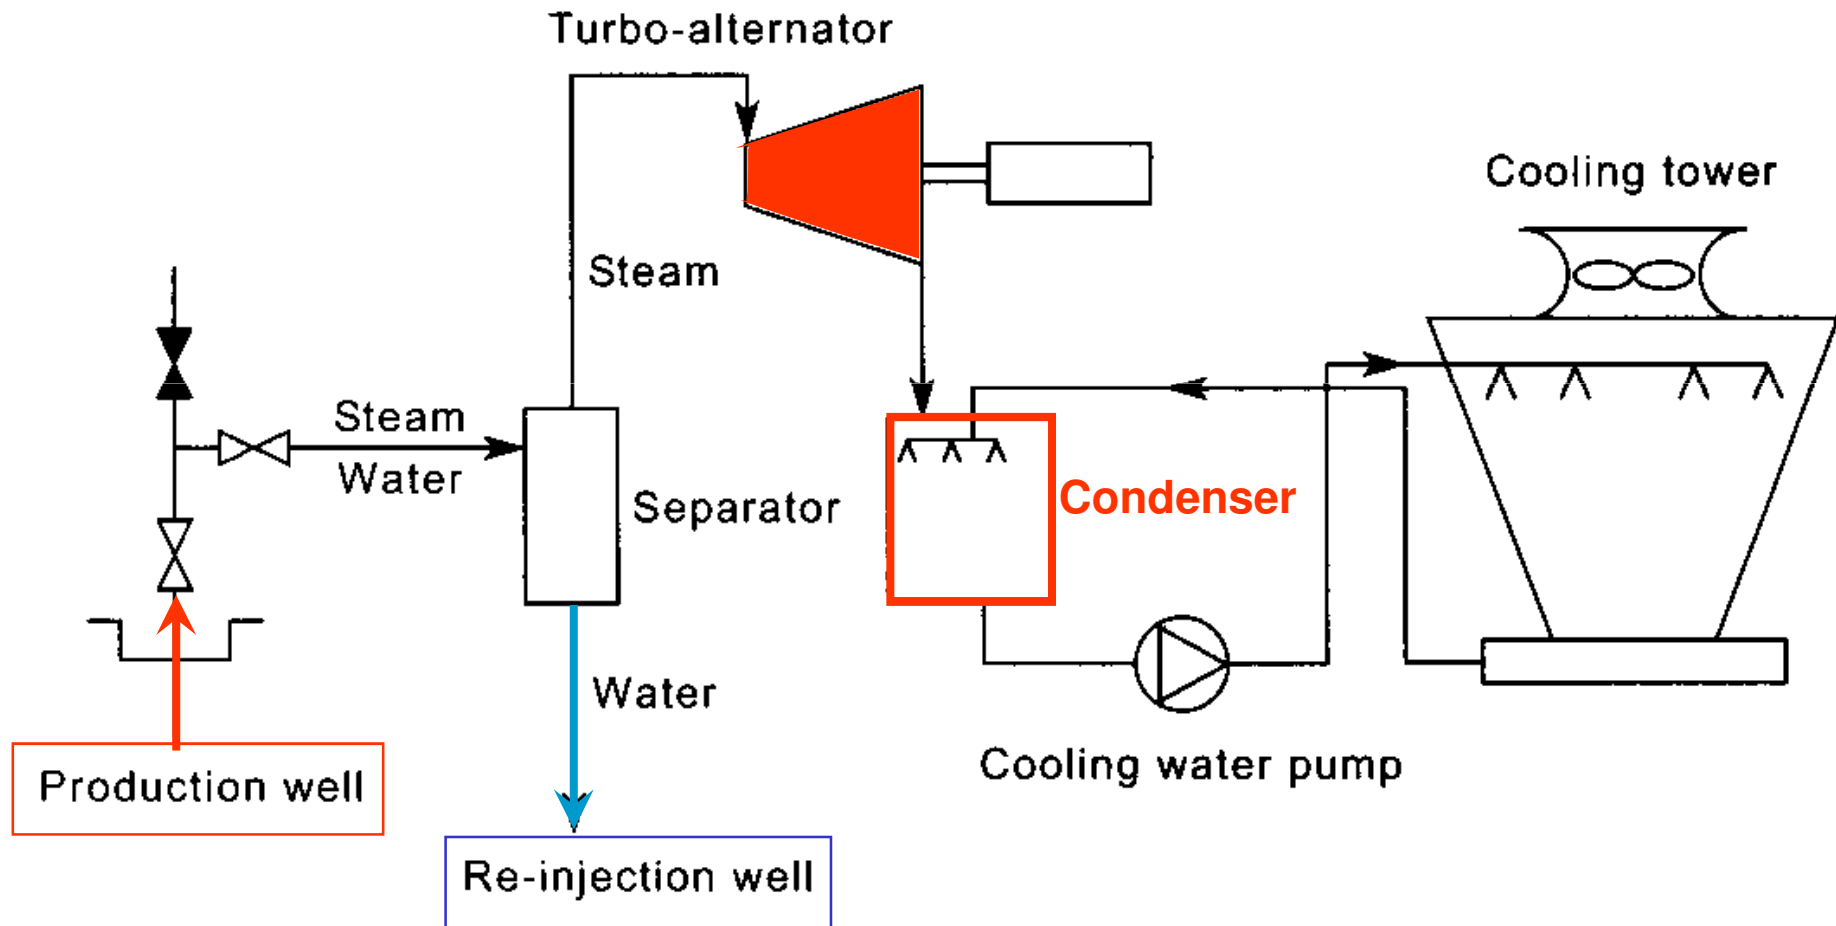 Turbo-alternator
Cooling tower
Steam
Steam
Water
Separator
Condenser
Water
Cooling water pump
Production well
Re-injection well